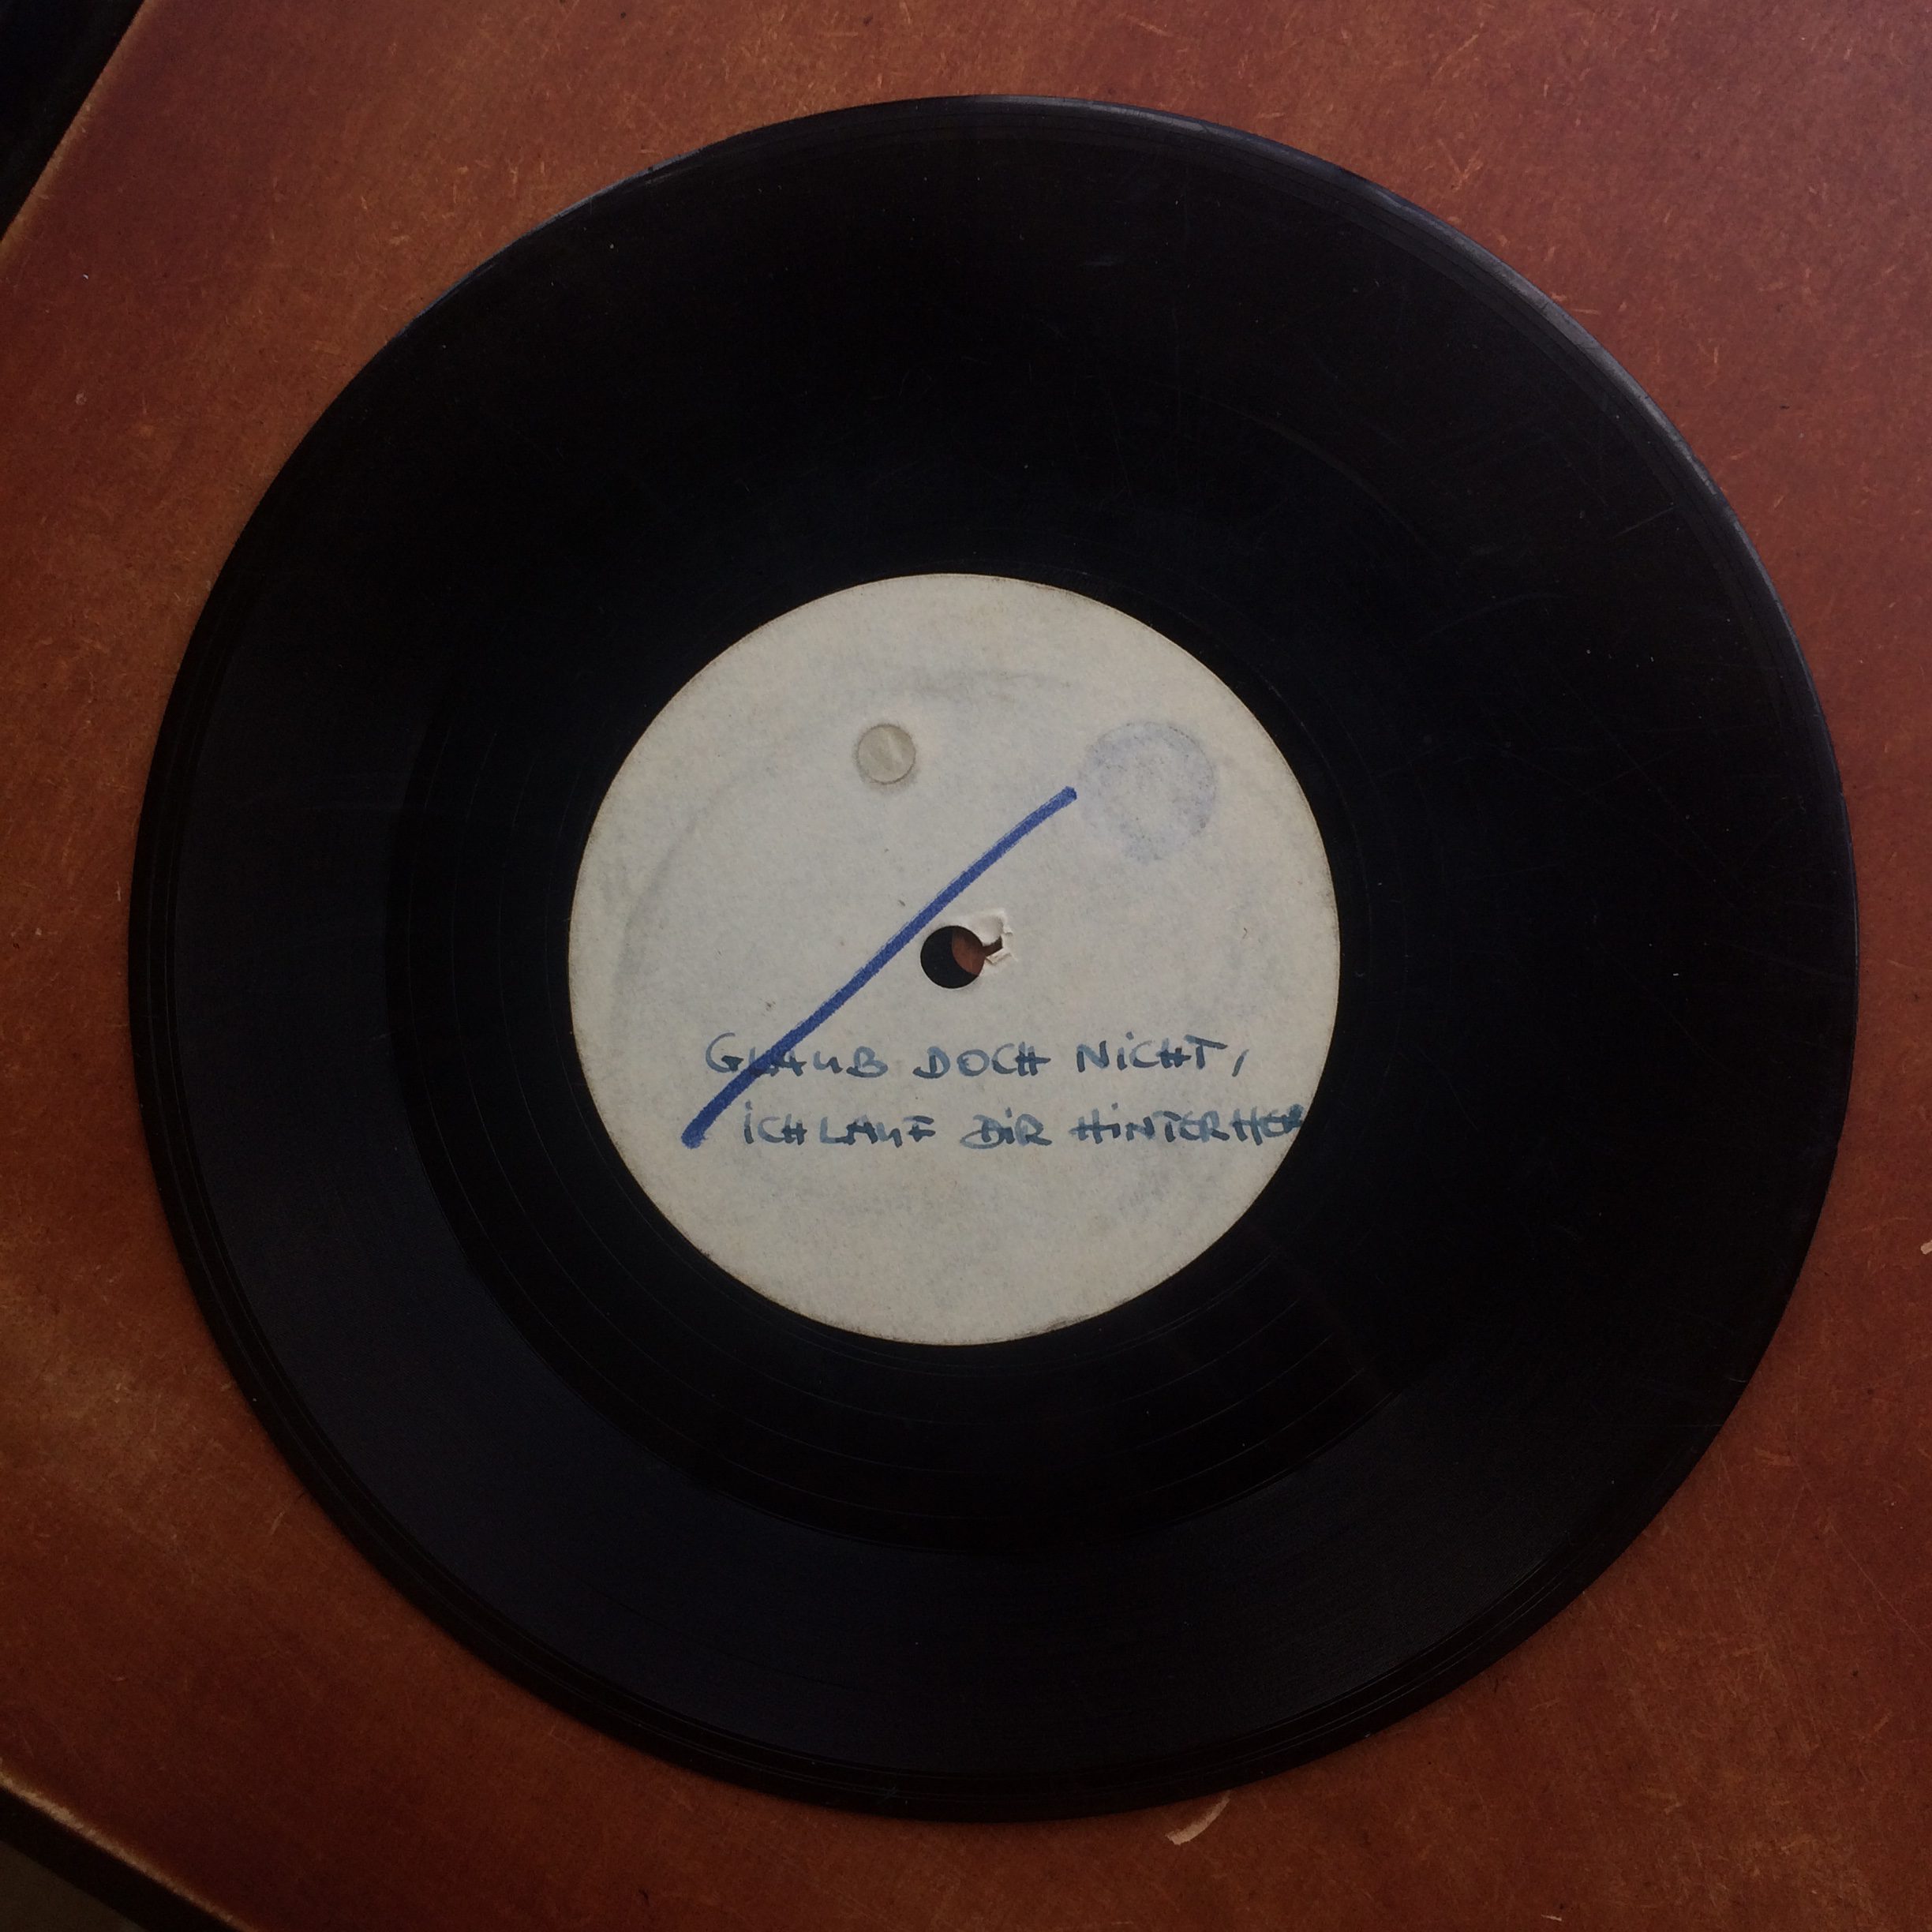 GLAUB DOCH NiCHT,
iCH LAUF DiR HiNTERHER